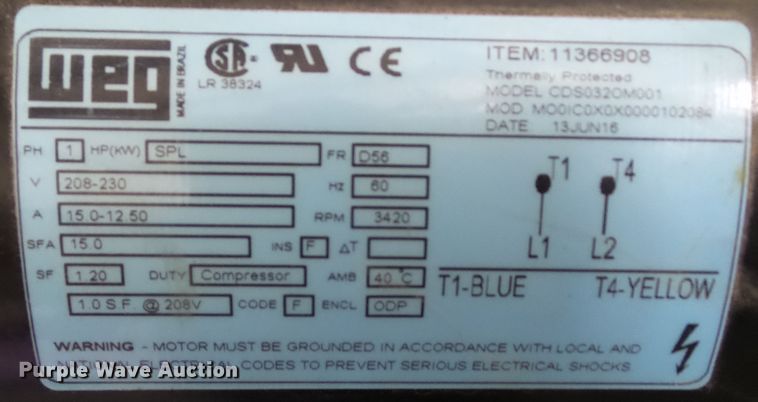 weg
MADE IN BRAZIL
LR 38324
ITEM: 11366908
Thermally Protected
MODEL CDS032OM001
MOD. MO0IC0X0X0000102084
DATE 13JUN16
PH 1 HP(KW) SPL FR D56
V 208-230 HZ 60
A 15.0-12.50 RPM 3420
SFA 15.0 INS F ΔT
SF 1.20 DUTY Compressor AMB 40°C
1.0 S F @ 208V CODE F ENCL ODP
T1 T4
L1 L2
T1-BLUE T4-YELLOW
WARNING - MOTOR MUST BE GROUNDED IN ACCORDANCE WITH LOCAL AND
NATIONAL ELECTRICAL CODES TO PREVENT SERIOUS ELECTRICAL SHOCKS
Purple Wave Auction